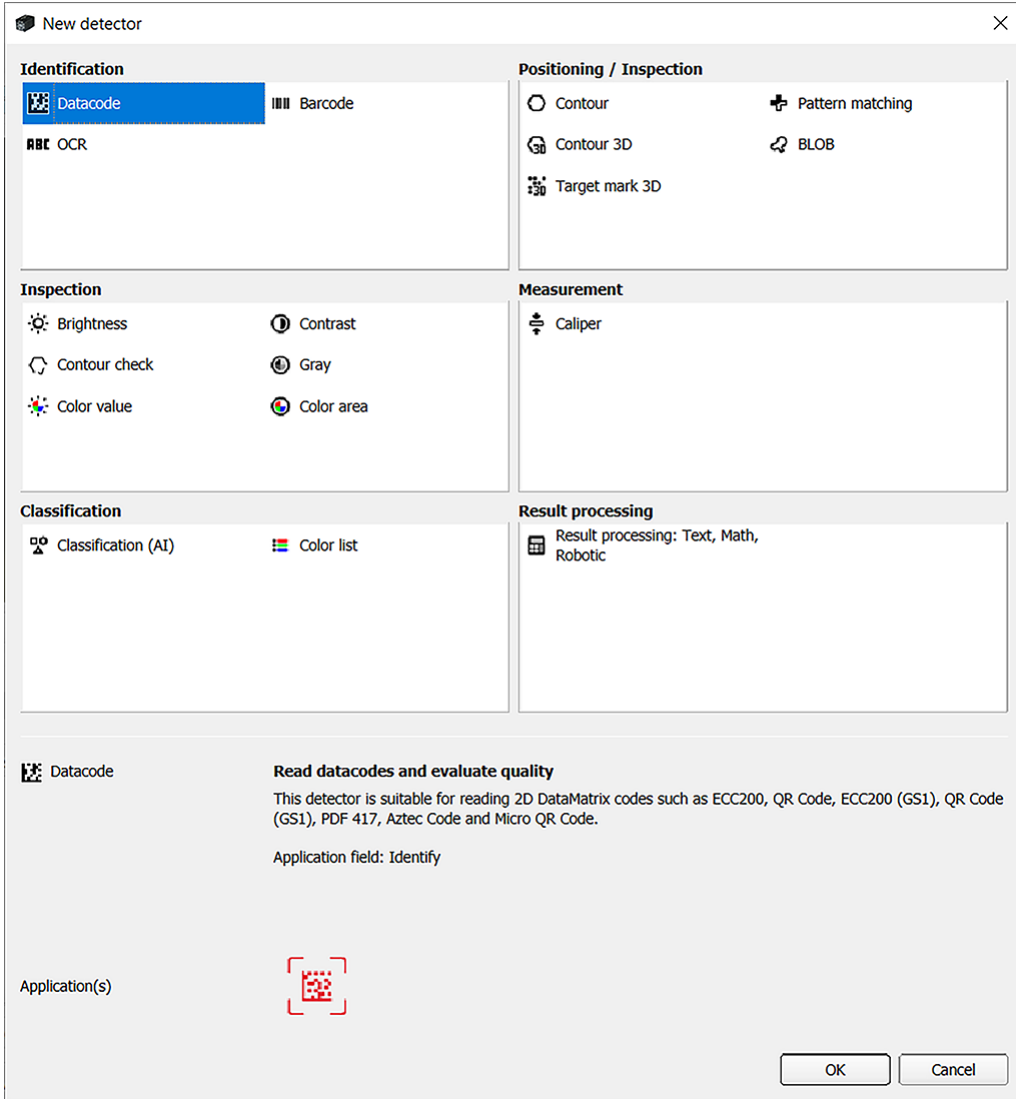 New detector
Identification
Datacode
Barcode
ABC OCR
Positioning / Inspection
Contour
Pattern matching
3D Contour 3D
BLOB
3D Target mark 3D
Inspection
Brightness
Contrast
Contour check
Gray
Color value
Color area
Measurement
Caliper
Classification
Classification (AI)
Color list
Result processing
Result processing: Text, Math,
Robotic
Datacode
Read datacodes and evaluate quality
This detector is suitable for reading 2D DataMatrix codes such as ECC200, QR Code, ECC200 (GS1), QR Code
(GS1), PDF 417, Aztec Code and Micro QR Code.
Application field: Identify
Application(s)
OK
Cancel